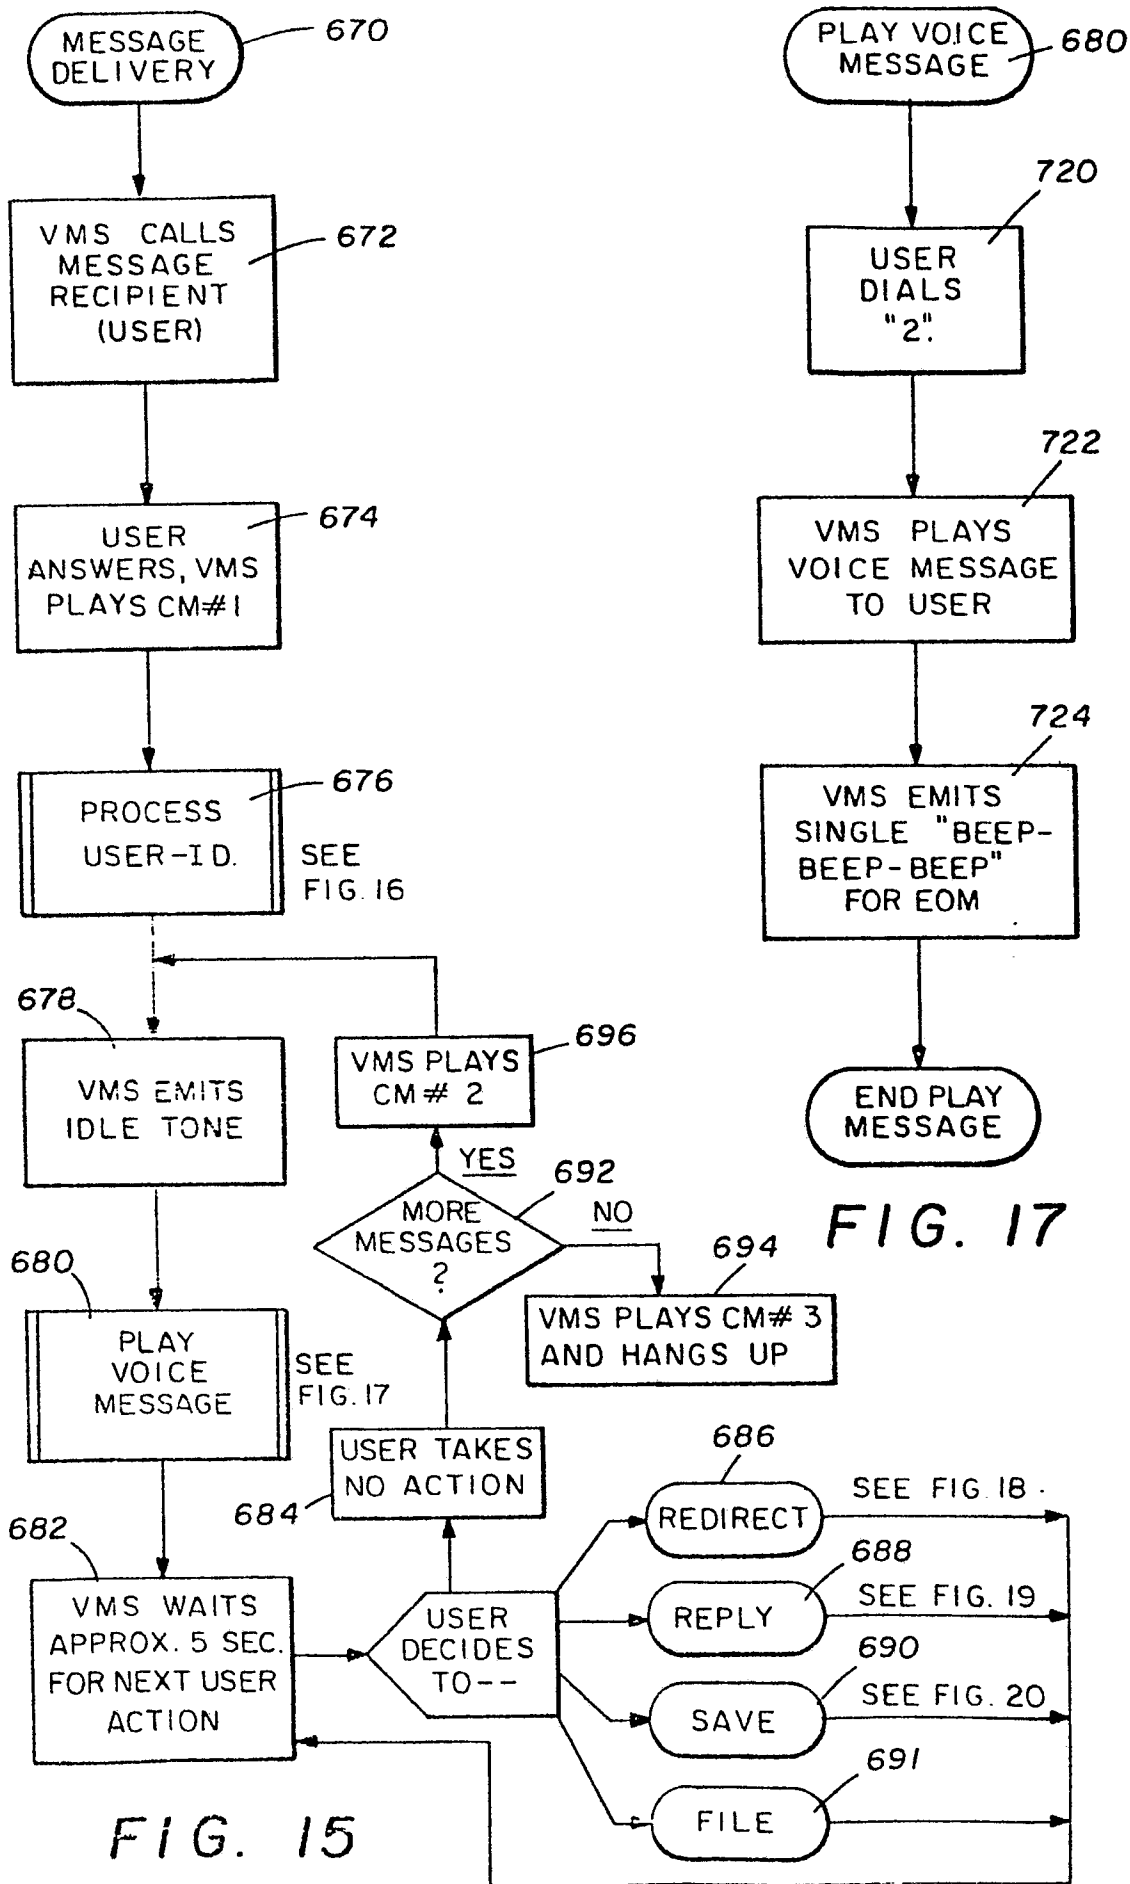 MESSAGE
DELIVERY
670
VMS CALLS
MESSAGE
RECIPIENT
(USER)
672
USER
ANSWERS, VMS
PLAYS CM#1
674
PROCESS
USER-ID.
676
SEE
FIG. 16
678
VMS EMITS
IDLE TONE
680
PLAY
VOICE
MESSAGE
SEE
FIG. 17
682
VMS WAITS
APPROX. 5 SEC.
FOR NEXT USER
ACTION
USER
DECIDES
TO--
684
USER TAKES
NO ACTION
MORE
MESSAGES
?
692
YES
NO
VMS PLAYS
CM# 2
696
694
VMS PLAYS CM# 3
AND HANGS UP
686
REDIRECT
SEE FIG. 18
688
REPLY
SEE FIG. 19
690
SAVE
SEE FIG. 20
691
FILE
FIG. 15
PLAY VOICE
MESSAGE
680
720
USER
DIALS
"2".
722
VMS PLAYS
VOICE MESSAGE
TO USER
724
VMS EMITS
SINGLE "BEEP-
BEEP-BEEP"
FOR EOM
END PLAY
MESSAGE
FIG. 17